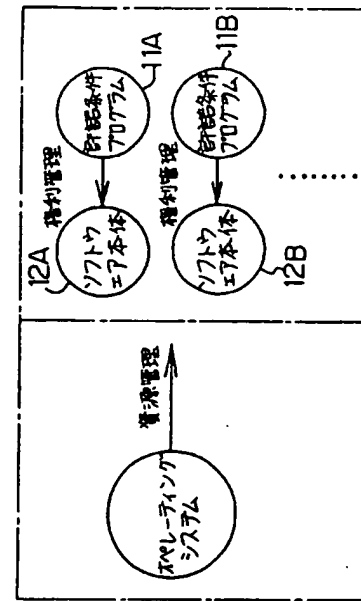 オペレーティング
システム
資源管理
12A
ソフトウ
ェア本体
権利管理
許諾条件
プログラム
11A
12B
ソフトウ
ェア本体
権利管理
許諾条件
プログラム
11B